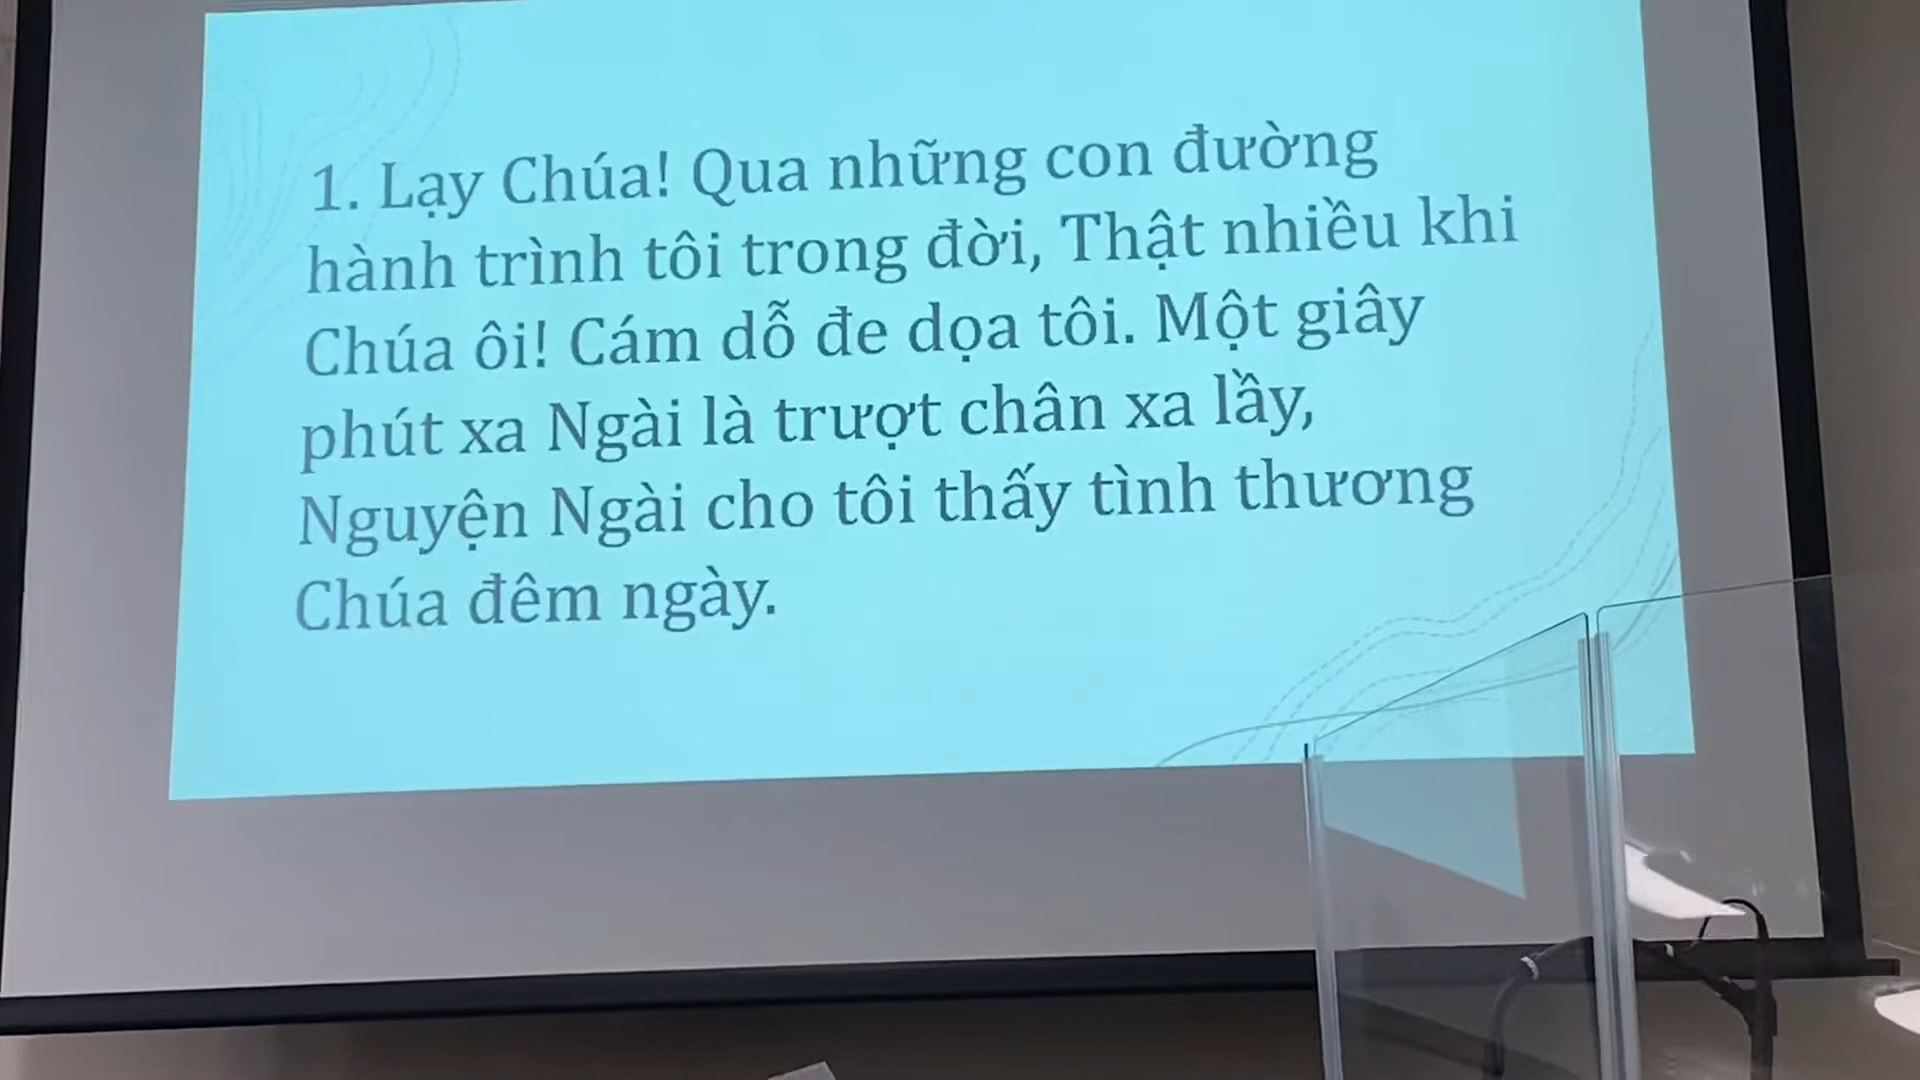 1. Lạy Chúa! Qua những con đường
hành trình tôi trong đời, Thật nhiều khi
Chúa ôi! Cám dỗ đe dọa tôi. Một giây
phút xa Ngài là trượt chân xa lầy,
Nguyện Ngài cho tôi thấy tình thương
Chúa đêm ngày.